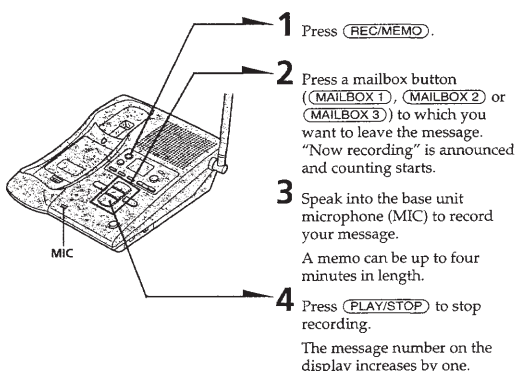 1 Press (REC/MEMO).
2 Press a mailbox button
((MAILBOX 1), (MAILBOX 2) or
(MAILBOX 3)) to which you
want to leave the message.
"Now recording" is announced
and counting starts.
3 Speak into the base unit
microphone (MIC) to record
your message.
A memo can be up to four
minutes in length.
MIC
4 Press (PLAY/STOP) to stop
recording.
The message number on the
display increases by one.